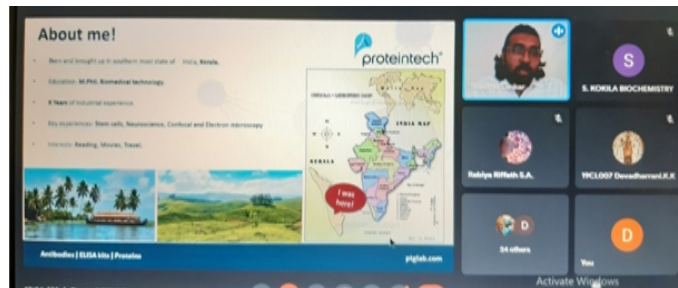 About me!
proteintech
Born and brought up in southern most state of India, Kerala.
Education: M.Phil. Biomedical technology.
8 Years of industrial experience
Key experiences: Stem cells, Neuroscience, Confocal and Electron microscopy
Interests: Reading, Movies, Travel.
INDIA MAP
KERALA
I was
here!
Antibodies | ELISA kits | Proteins
ptglab.com
S
S. KOKILA BIOCHEMISTRY
Rabiya Riffath S.A.
19CL007 Devadharrani.K.K
D
24 others
D
You
Activate Windows